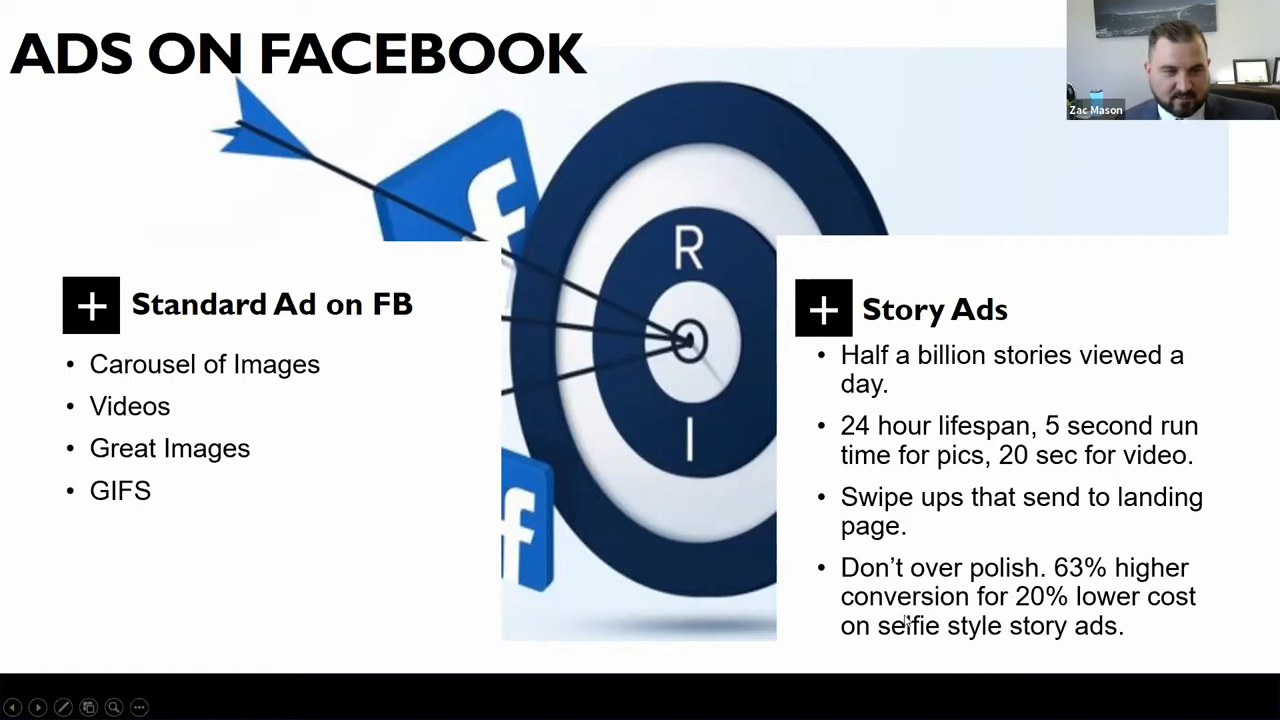 ADS ON FACEBOOK
Zac Mason
f
R
I
f
Standard Ad on FB
• Carousel of Images
• Videos
• Great Images
• GIFS
Story Ads
• Half a billion stories viewed a
day.
• 24 hour lifespan, 5 second run
time for pics, 20 sec for video.
• Swipe ups that send to landing
page.
• Don’t over polish. 63% higher
conversion for 20% lower cost
on selfie style story ads.